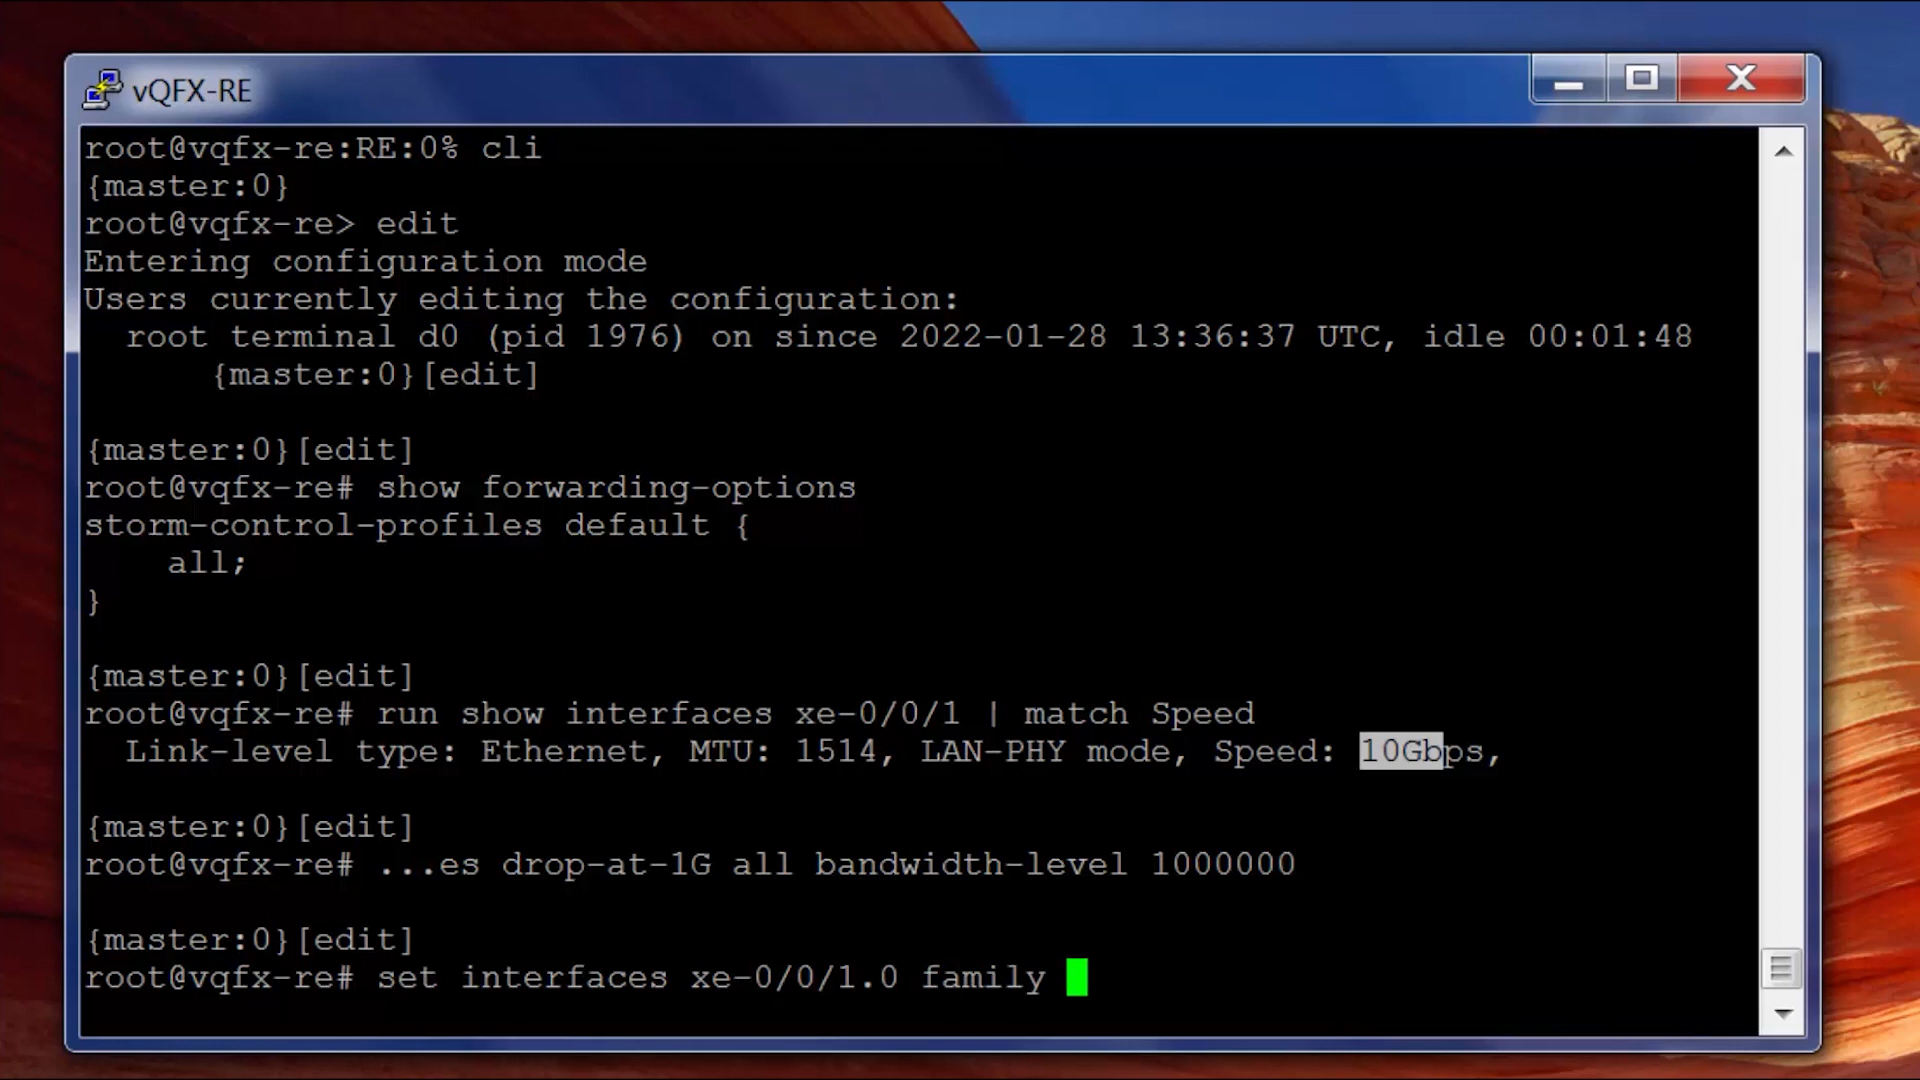 vQFX-RE
root@vqfx-re:RE:0% cli
{master:0}
root@vqfx-re> edit
Entering configuration mode
Users currently editing the configuration:
  root terminal d0 (pid 1976) on since 2022-01-28 13:36:37 UTC, idle 00:01:48
      {master:0}[edit]
{master:0}[edit]
root@vqfx-re# show forwarding-options
storm-control-profiles default {
    all;
}
{master:0}[edit]
root@vqfx-re# run show interfaces xe-0/0/1 | match Speed
  Link-level type: Ethernet, MTU: 1514, LAN-PHY mode, Speed: 10Gbps,
{master:0}[edit]
root@vqfx-re# ...es drop-at-1G all bandwidth-level 1000000
{master:0}[edit]
root@vqfx-re# set interfaces xe-0/0/1.0 family